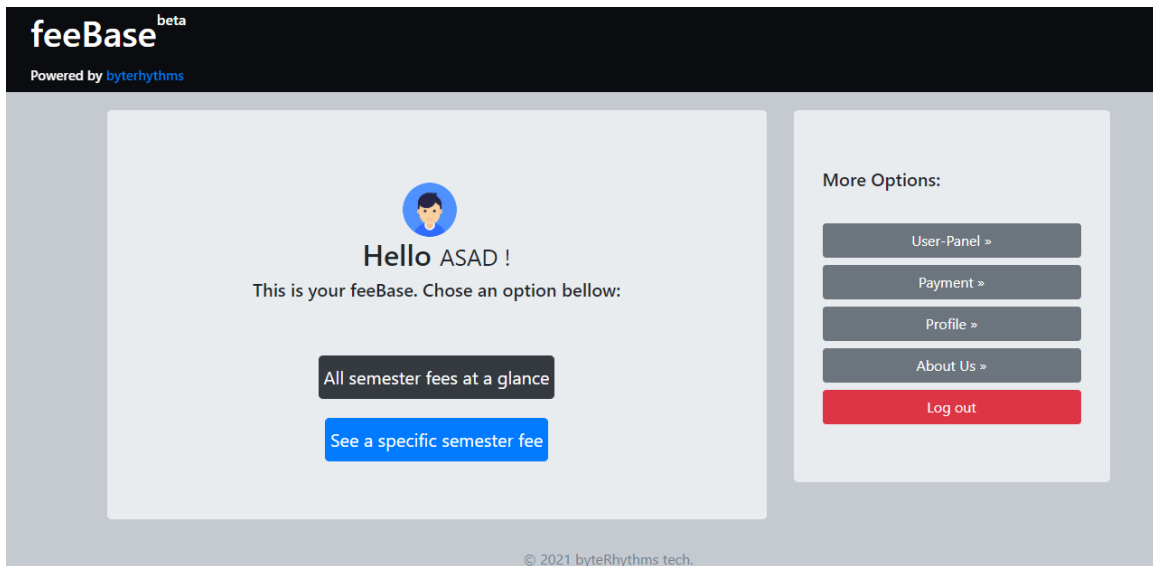 feeBase beta
Powered by byterhythms
Hello ASAD !
This is your feeBase. Chose an option bellow:
All semester fees at a glance
See a specific semester fee
More Options:
User-Panel »
Payment »
Profile »
About Us »
Log out
© 2021 byteRhythms tech.